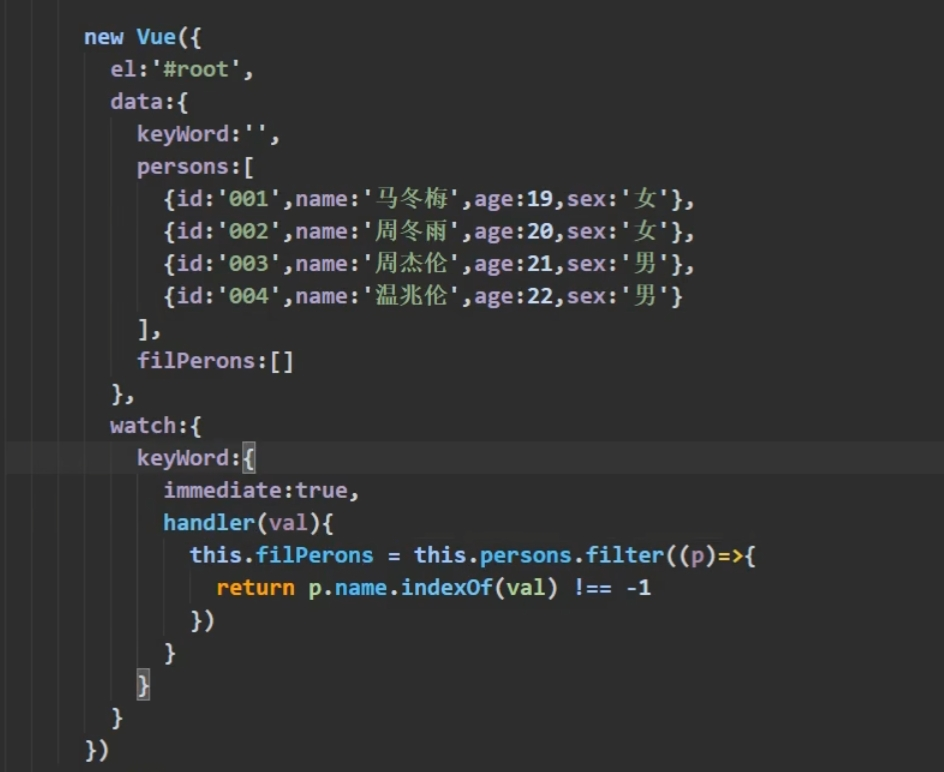 new Vue({
el:'#root',
data:{
keyWord:'',
persons:[
{id:'001',name:'马冬梅',age:19,sex:'女'},
{id:'002',name:'周冬雨',age:20,sex:'女'},
{id:'003',name:'周杰伦',age:21,sex:'男'},
{id:'004',name:'温兆伦',age:22,sex:'男'}
],
filPerons:[]
},
watch:{
keyWord:{
immediate:true,
handler(val){
this.filPerons = this.persons.filter((p)=>{
return p.name.indexOf(val) !== -1
})
}
}
}
})